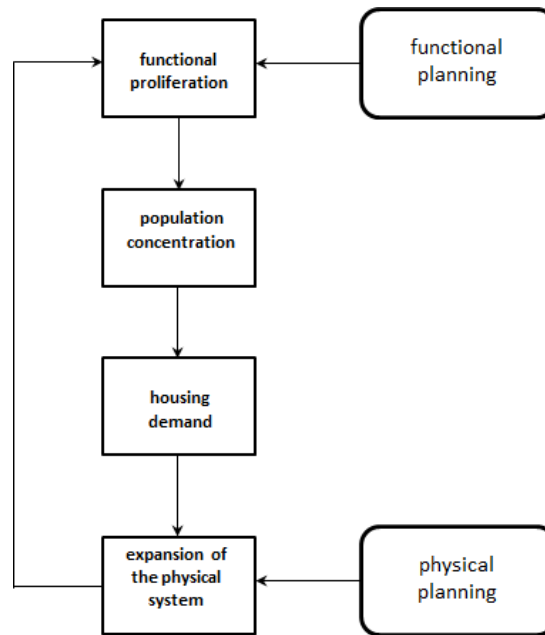 functional
proliferation
functional
planning
population
concentration
housing
demand
expansion of
the physical
system
physical
planning